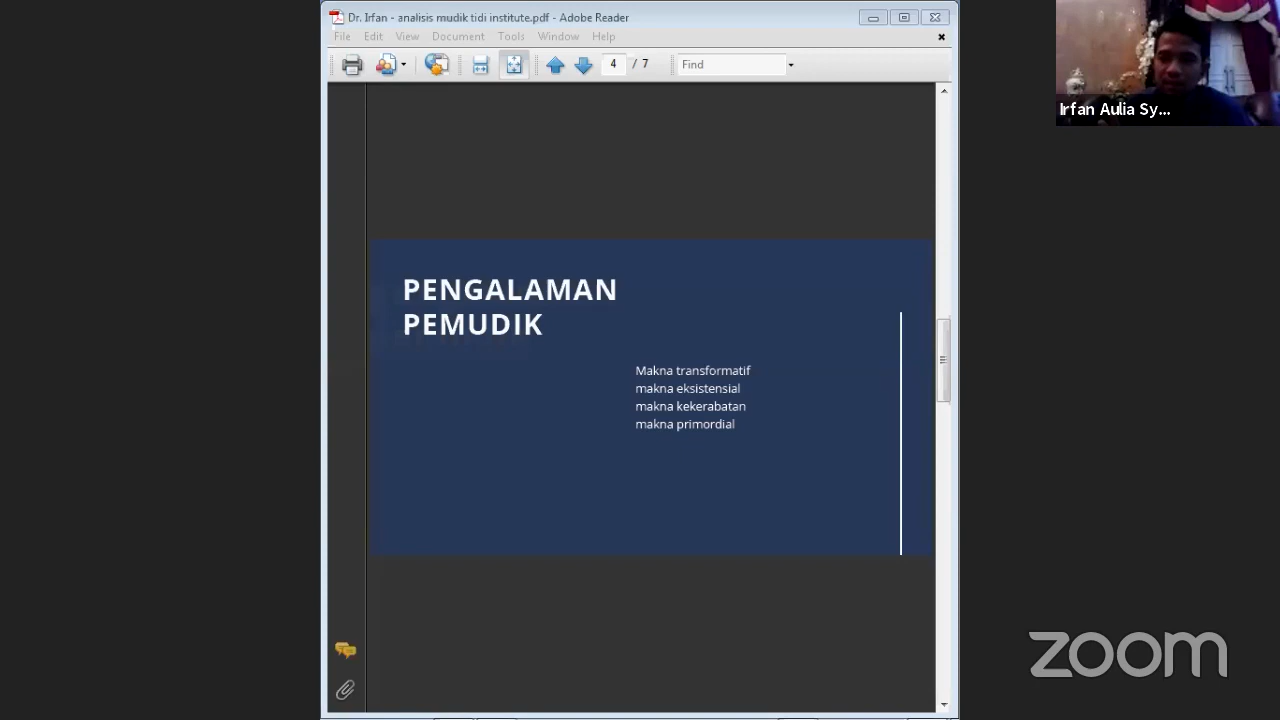 Dr. Irfan - analisis mudik tidi institute.pdf - Adobe Reader
File Edit View Document Tools Window Help
4 / 7 Find
Irfan Aulia Sy...
PENGALAMAN
PEMUDIK
Makna transformatif
makna eksistensial
makna kekerabatan
makna primordial
zoom